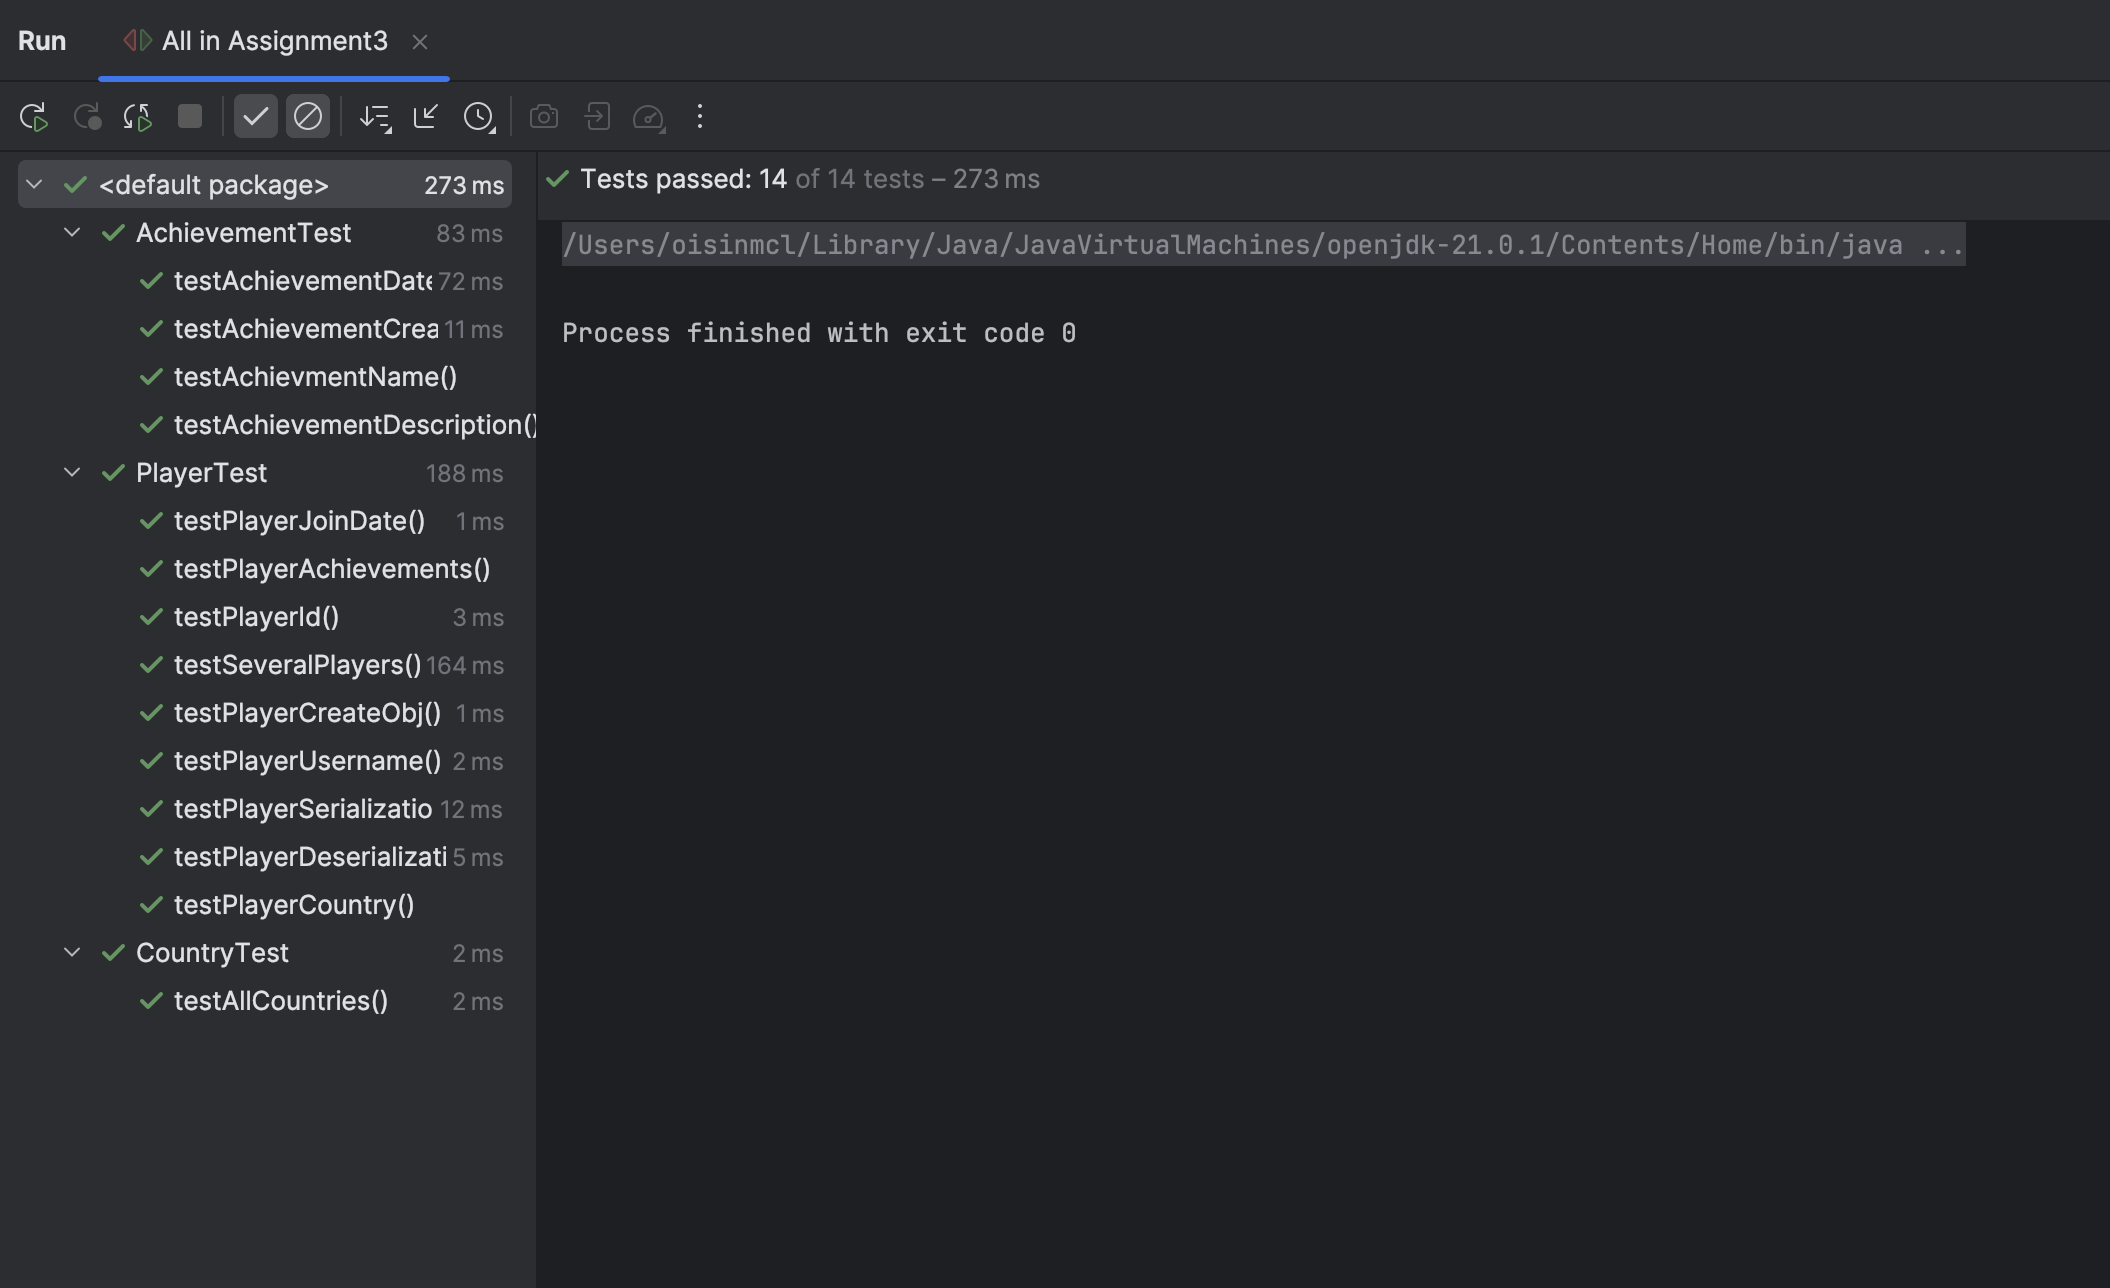 Run All in Assignment3
<default package> 273 ms
AchievementTest 83 ms
testAchievementDate 72 ms
testAchievementCrea 11 ms
testAchievmentName()
testAchievementDescription()
PlayerTest 188 ms
testPlayerJoinDate() 1 ms
testPlayerAchievements()
testPlayerId() 3 ms
testSeveralPlayers() 164 ms
testPlayerCreateObj() 1 ms
testPlayerUsername() 2 ms
testPlayerSerializatio 12 ms
testPlayerDeserializati 5 ms
testPlayerCountry()
CountryTest 2 ms
testAllCountries() 2 ms
Tests passed: 14 of 14 tests – 273 ms
/Users/oisinmcl/Library/Java/JavaVirtualMachines/openjdk-21.0.1/Contents/Home/bin/java ...
Process finished with exit code 0